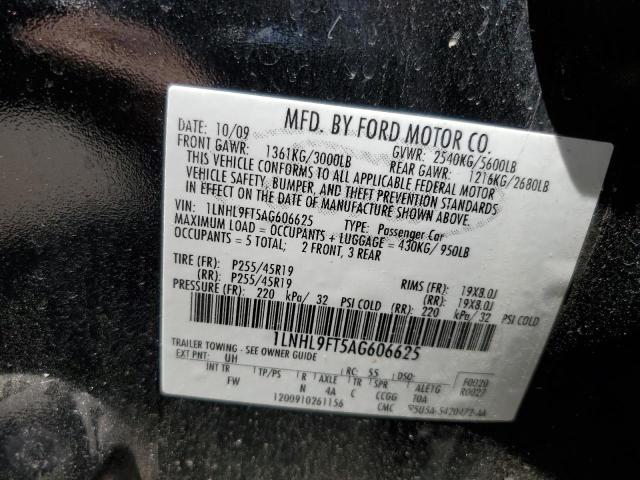 MFD. BY FORD MOTOR CO.
DATE: 10/09 GVWR: 2540KG/5600LB
FRONT GAWR: 1361KG/3000LB REAR GAWR: 1216KG/2680LB
THIS VEHICLE CONFORMS TO ALL APPLICABLE FEDERAL MOTOR
VEHICLE SAFETY, BUMPER, AND THEFT PREVENTION STANDARDS
IN EFFECT ON THE DATE OF MANUFACTURE SHOWN ABOVE.
VIN: 1LNHL9FT5AG606625 TYPE: Passenger Car
MAXIMUM LOAD = OCCUPANTS + LUGGAGE = 430KG/ 950LB
OCCUPANTS = 5 TOTAL; 2 FRONT, 3 REAR
TIRE (FR): P255/45R19 RIMS (FR): 19X8.0J
(RR): P255/45R19 (RR): 19X8.0J
PRESSURE (FR): 220 kPa/ 32 PSI COLD (RR): 220 kPa/ 32 PSI COLD
1LNHL9FT5AG606625
TRAILER TOWING - SEE OWNER GUIDE
EXT PNT: UH RC: 55 DSO: F0020
INT TR TP/PS R AXLE TR SPR R0027
FW N 4A C CCGG 10A
1200910261156 CMC